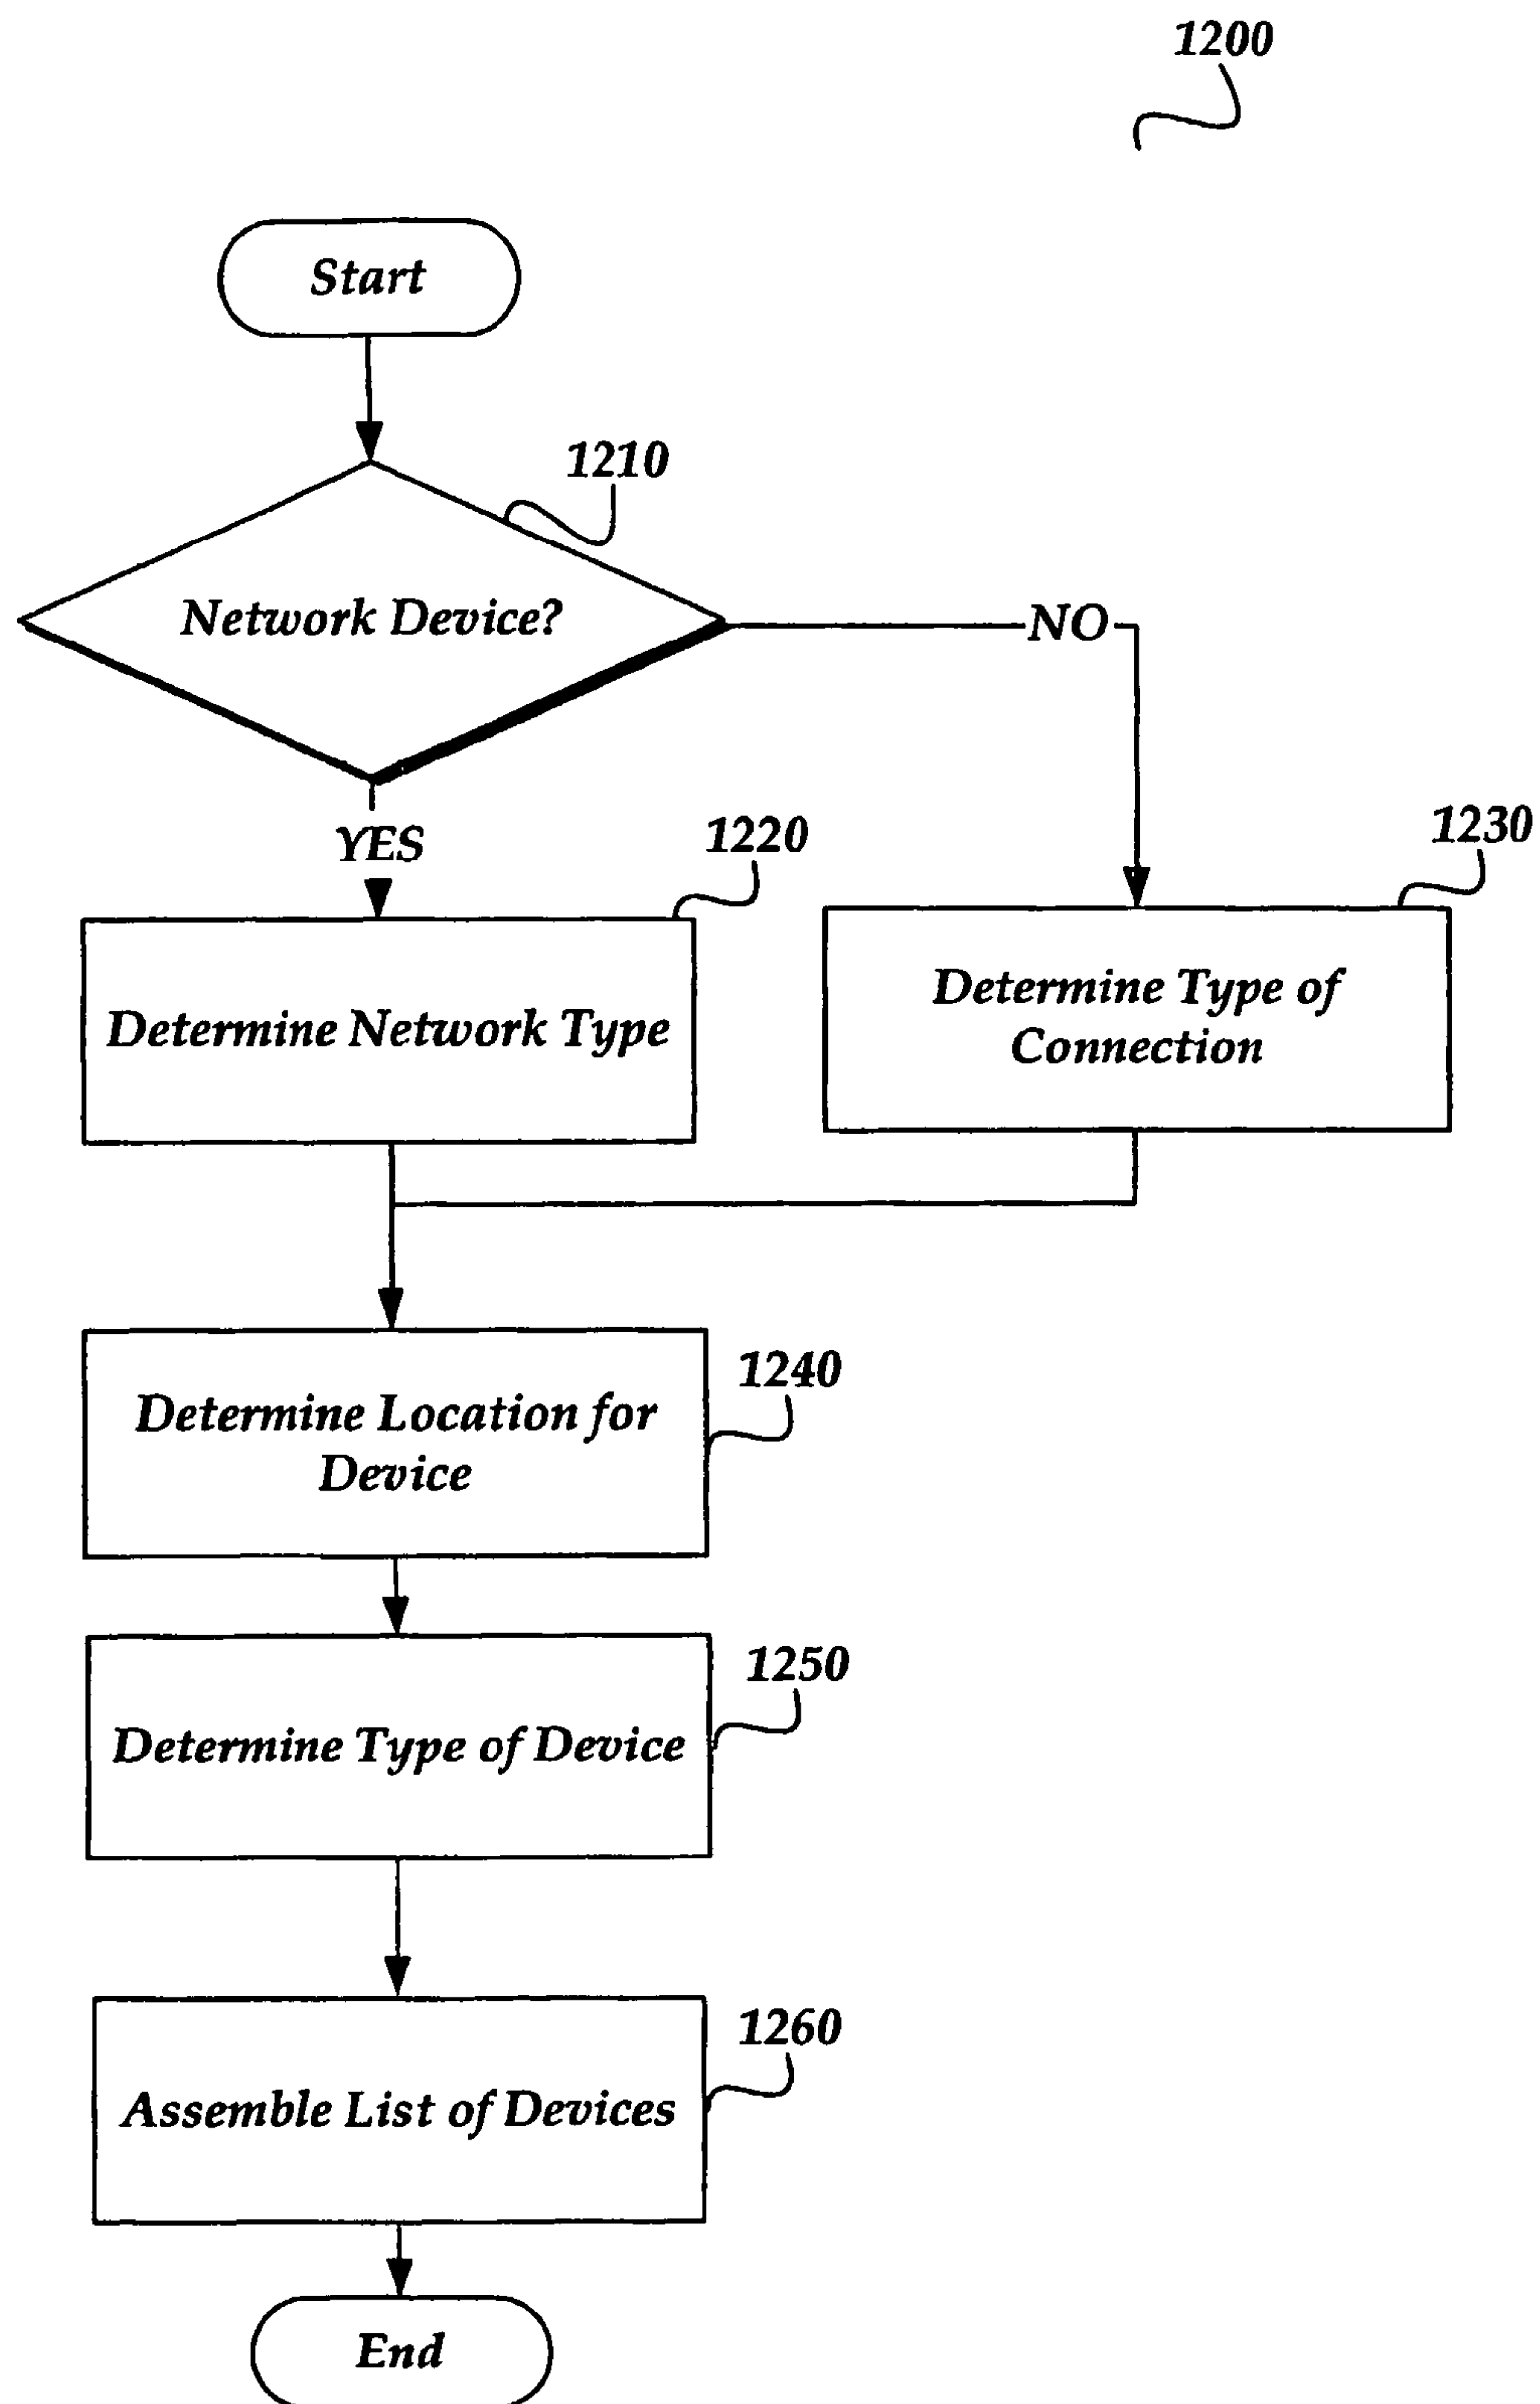 1200
Start
1210
Network Device?
NO
YES
1220
1230
Determine Network Type
Determine Type of
Connection
1240
Determine Location for
Device
1250
Determine Type of Device
1260
Assemble List of Devices
End